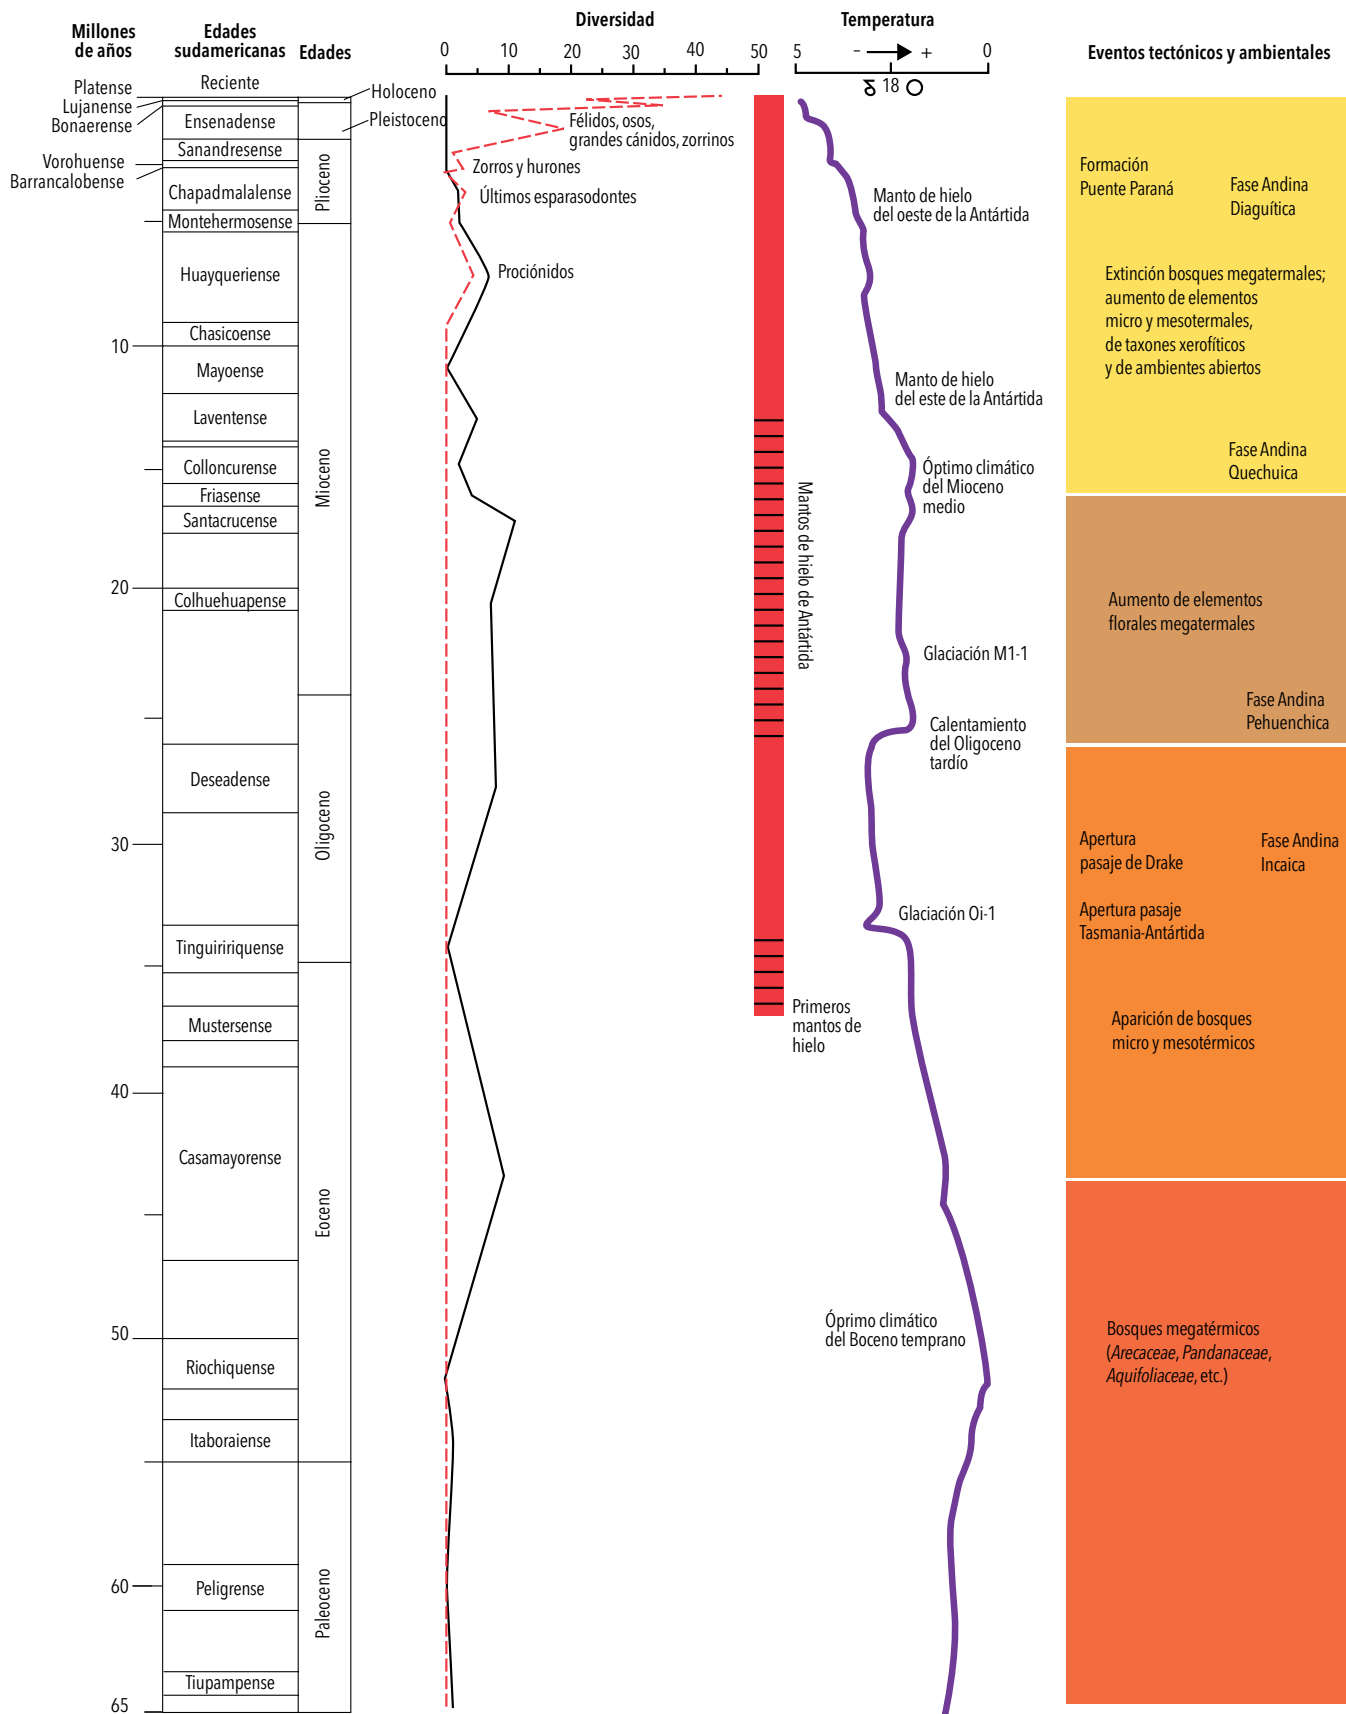 Millones
de años
Edades
sudamericanas
Edades
Diversidad
0
10
20
30
40
50
Temperatura
5
- +
0
δ 18 O
Eventos tectónicos y ambientales
Platense
Lujanense
Bonaerense
Vorohuense
Barrancalobense
10
20
30
40
50
60
65
Reciente
Ensenadense
Sanandresense
Chapadmalalense
Montehermosense
Huayqueriense
Chasicoense
Mayoense
Laventense
Colloncurense
Friasense
Santacrucense
Colhuehuapense
Deseadense
Tinguiririquense
Mustersense
Casamayorense
Riochiquense
Itaboraiense
Peligrense
Tiupampense
Holoceno
Pleistoceno
Plioceno
Mioceno
Oligoceno
Eoceno
Paleoceno
Félidos, osos,
grandes cánidos, zorrinos
Zorros y hurones
Últimos esparasodontes
Prociónidos
Mantos de hielo de Antártida
Primeros
mantos de
hielo
Manto de hielo
del oeste de la Antártida
Manto de hielo
del este de la Antártida
Óptimo climático
del Mioceno
medio
Glaciación M1-1
Calentamiento
del Oligoceno
tardío
Glaciación Oi-1
Óprimo climático
del Boceno temprano
Formación
Puente Paraná
Fase Andina
Diaguítica
Extinción bosques megatermales;
aumento de elementos
micro y mesotermales,
de taxones xerofíticos
y de ambientes abiertos
Fase Andina
Quechuica
Aumento de elementos
florales megatermales
Fase Andina
Pehuenchica
Apertura
pasaje de Drake
Fase Andina
Incaica
Apertura pasaje
Tasmania-Antártida
Aparición de bosques
micro y mesotérmicos
Bosques megatérmicos
(Arecaceae, Pandanaceae,
Aquifoliaceae, etc.)